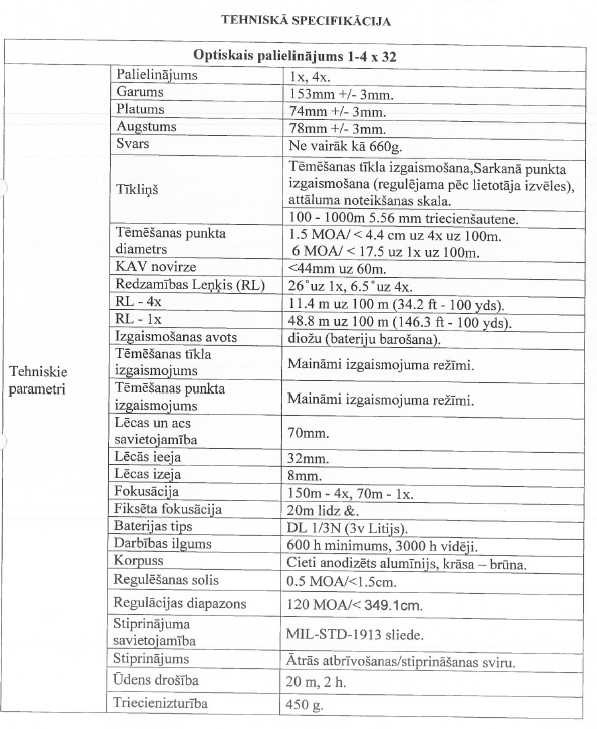 TEHNISKĀ SPECIFIKĀCIJA
Optiskais palielinājums 1-4 x 32
Tehniskie
parametri
Palielinājums 1x, 4x.
Garums 153mm +/- 3mm.
Platums 74mm +/- 3mm.
Augstums 78mm +/- 3mm.
Svars Ne vairāk kā 660g.
Tīkliņš
Tēmēšanas tīkla izgaismošana,Sarkanā punkta
izgaismošana (regulējama pēc lietotāja izvēles),
attāluma noteikšanas skala.
100 - 1000m 5.56 mm triecienšautene.
Tēmēšanas punkta 1.5 MOA/ < 4.4 cm uz 4x uz 100m.
diametrs 6 MOA/ < 17.5 uz 1x uz 100m.
KAV novirze <44mm uz 60m.
Redzamības Leņķis (RL) 26˚uz 1x, 6.5˚uz 4x.
RL - 4x 11.4 m uz 100 m (34.2 ft - 100 yds).
RL - 1x 48.8 m uz 100 m (146.3 ft - 100 yds).
Izgaismošanas avots diožu (bateriju barošana).
Tēmēšanas tīkla
izgaismojums
Maināmi izgaismojuma režīmi.
Tēmēšanas punkta
izgaismojums
Maināmi izgaismojuma režīmi.
Lēcas un acs
savietojamība
70mm.
Lēcās ieeja 32mm.
Lēcas izeja 8mm.
Fokusācija 150m - 4x, 70m - 1x.
Fiksēta fokusācija 20m lidz &.
Baterijas tips DL 1/3N (3v Litijs).
Darbības ilgums 600 h minimums, 3000 h vidēji.
Korpuss Cieti anodizēts alumīnijs, krāsa – brūna.
Regulēšanas solis 0.5 MOA/<1.5cm.
Regulācijas diapazons 120 MOA/< 349.1cm.
Stiprinājuma
savietojamība
MIL-STD-1913 sliede.
Stiprinājums Ātrās atbrīvošanas/stiprināšanas sviru.
Ūdens drošība 20 m, 2 h.
Triecienizturība 450 g.